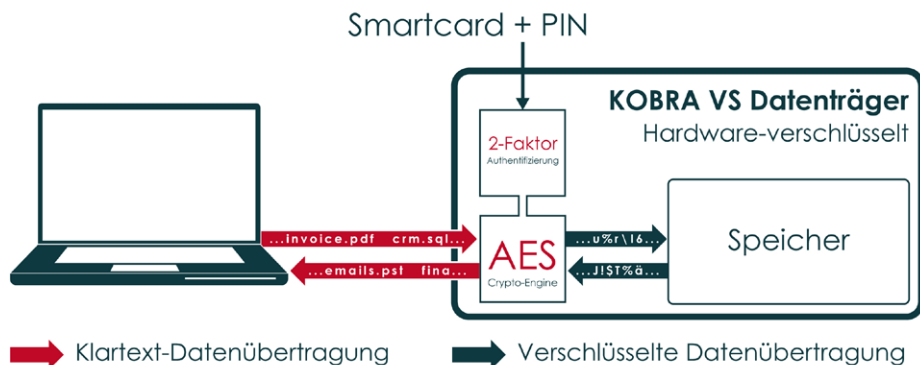 Smartcard + PIN
KOBRA VS Datenträger
Hardware-verschlüsselt
2-Faktor
Authentifizierung
...invoice.pdf crm.sql...
...u%r\l6...
AES
Speicher
...emails.pst fina...
Crypto-Engine
...J!$T%ä...
Klartext-Datenübertragung
Verschlüsselte Datenübertragung